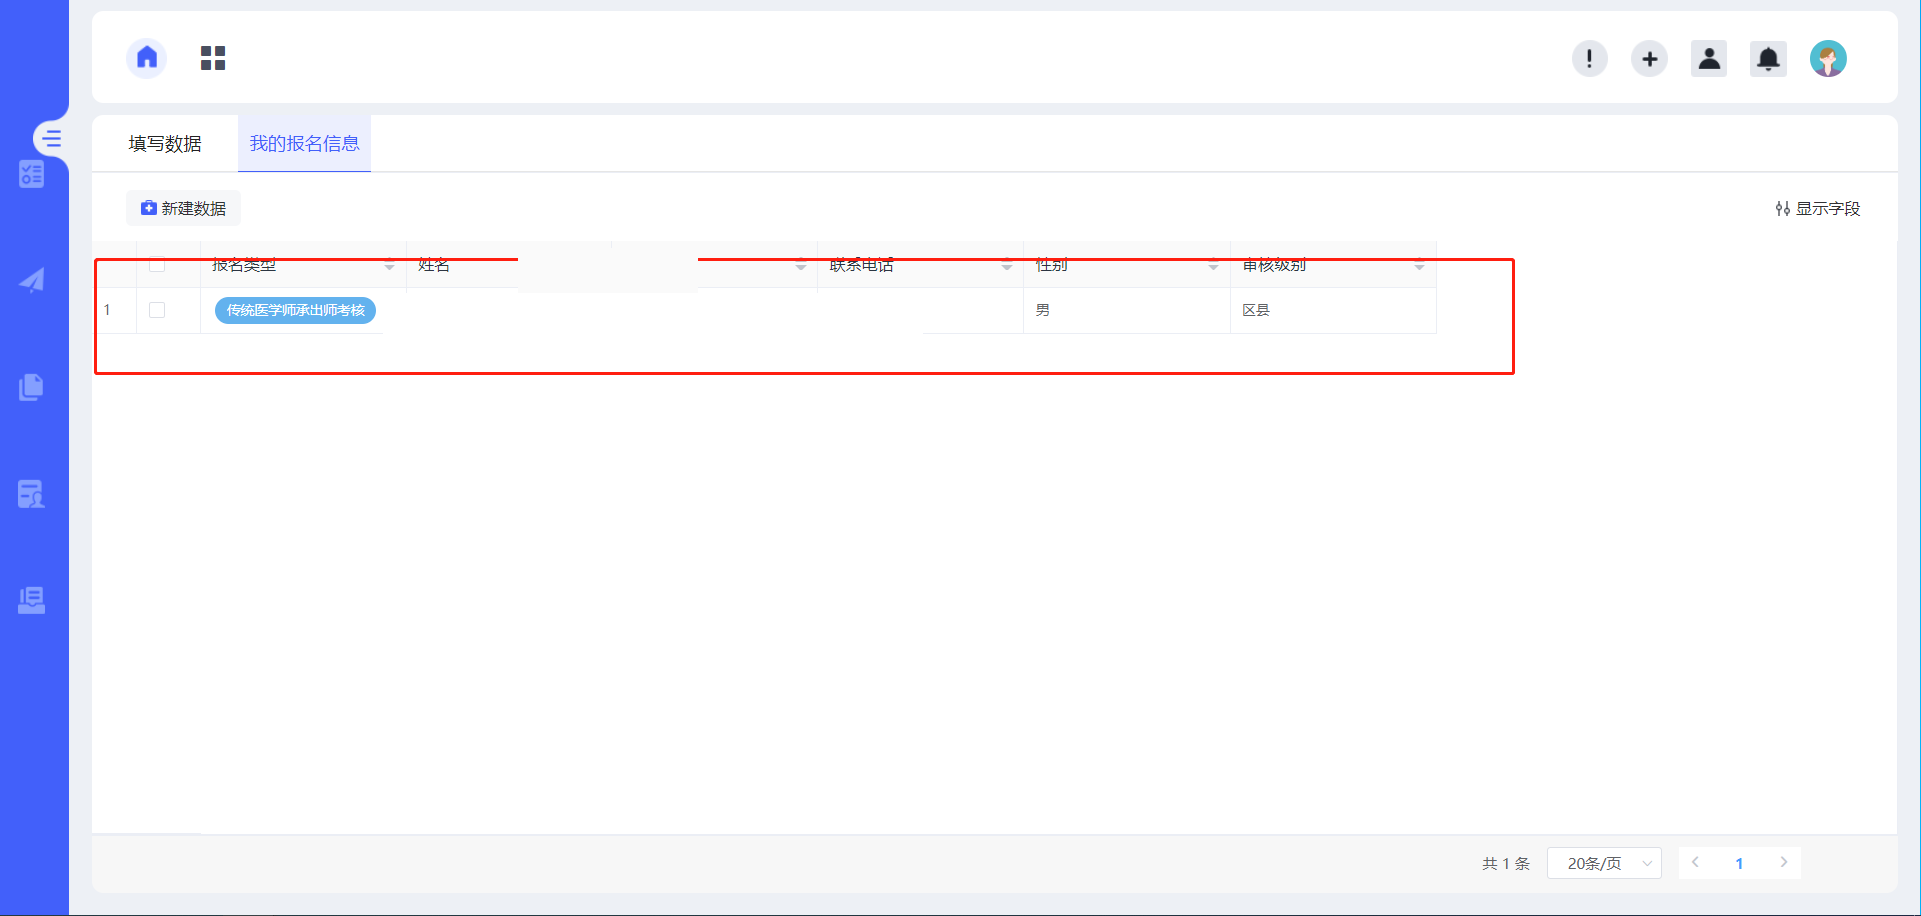 填写数据 我的报名信息
新建数据 显示字段
报名类型 姓名 联系电话 性别 审核级别
1 传统医学师承出师考核 男 区县
共 1 条 20条/页 1